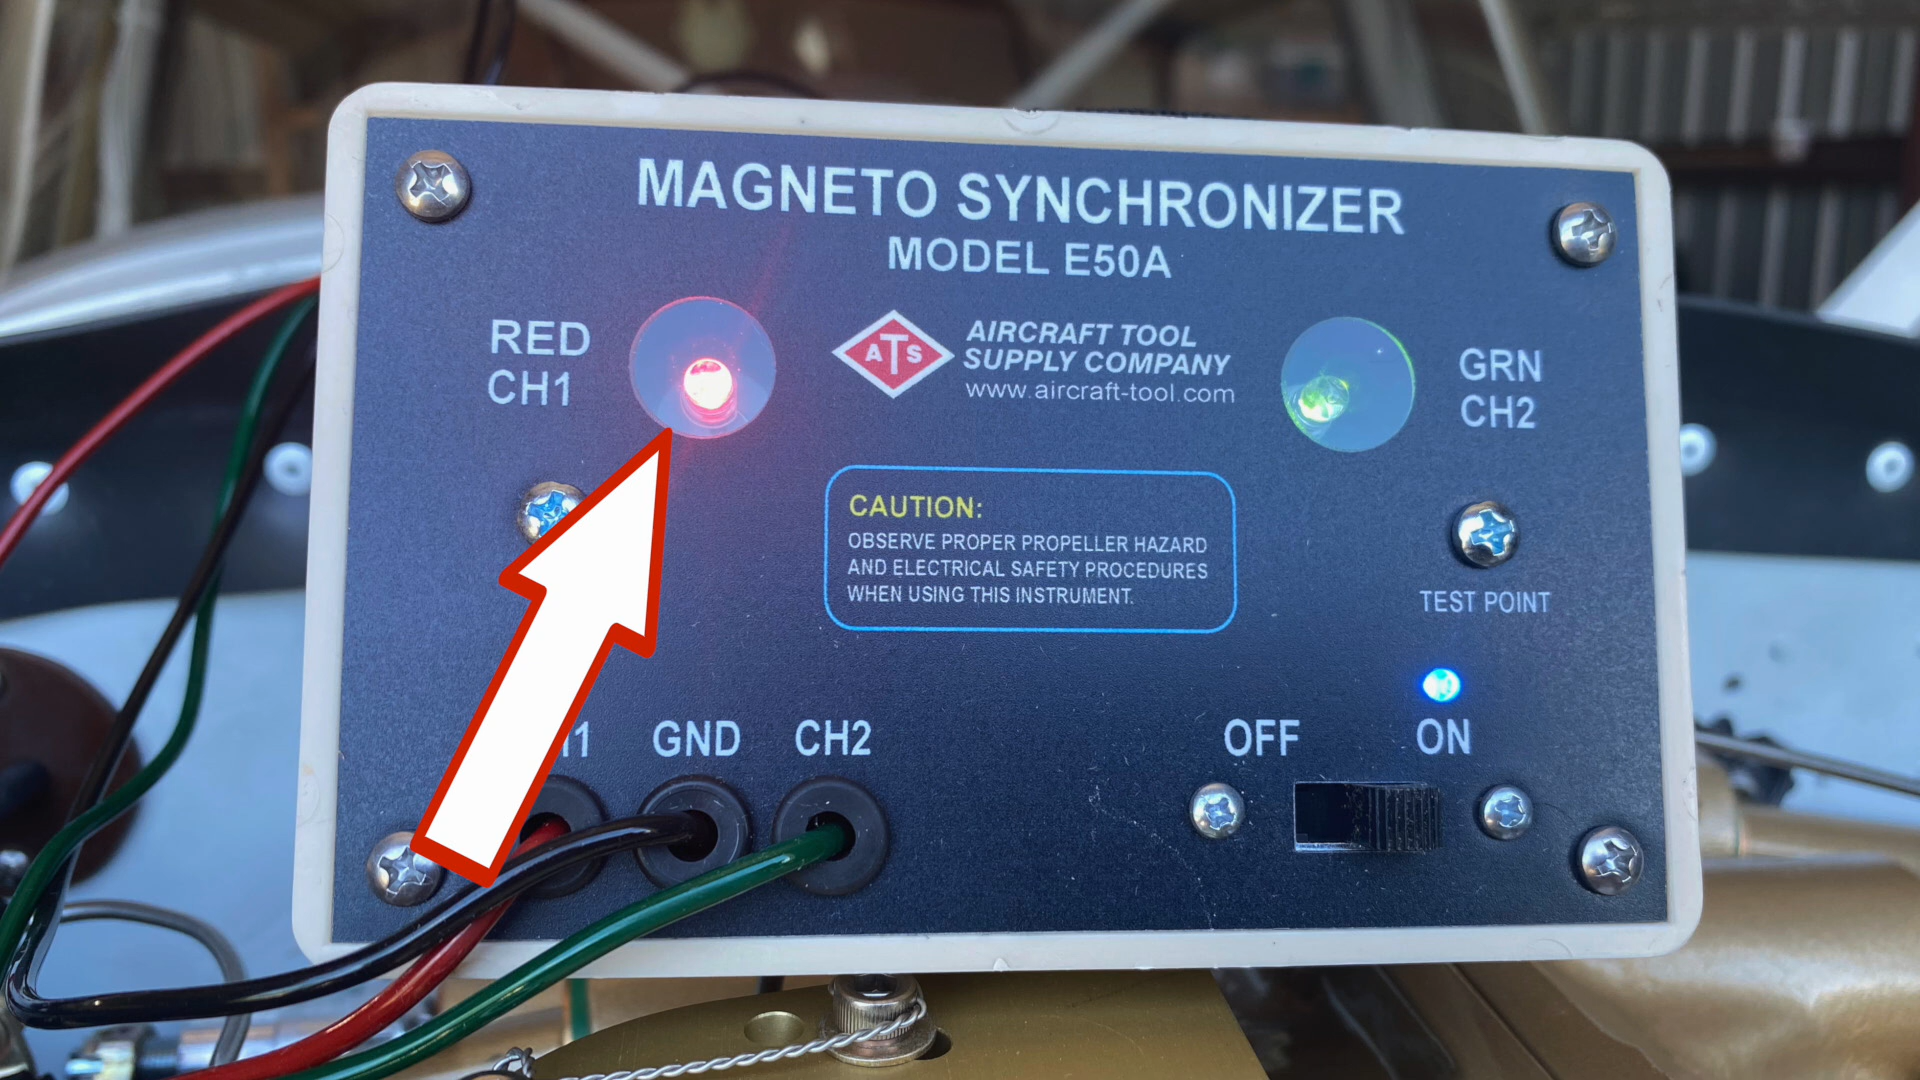 MAGNETO SYNCHRONIZER
MODEL E50A
RED
CH1
ATS
AIRCRAFT TOOL
SUPPLY COMPANY
www.aircraft-tool.com
GRN
CH2
CAUTION:
OBSERVE PROPER PROPELLER HAZARD
AND ELECTRICAL SAFETY PROCEDURES
WHEN USING THIS INSTRUMENT.
TEST POINT
GND
CH2
OFF
ON